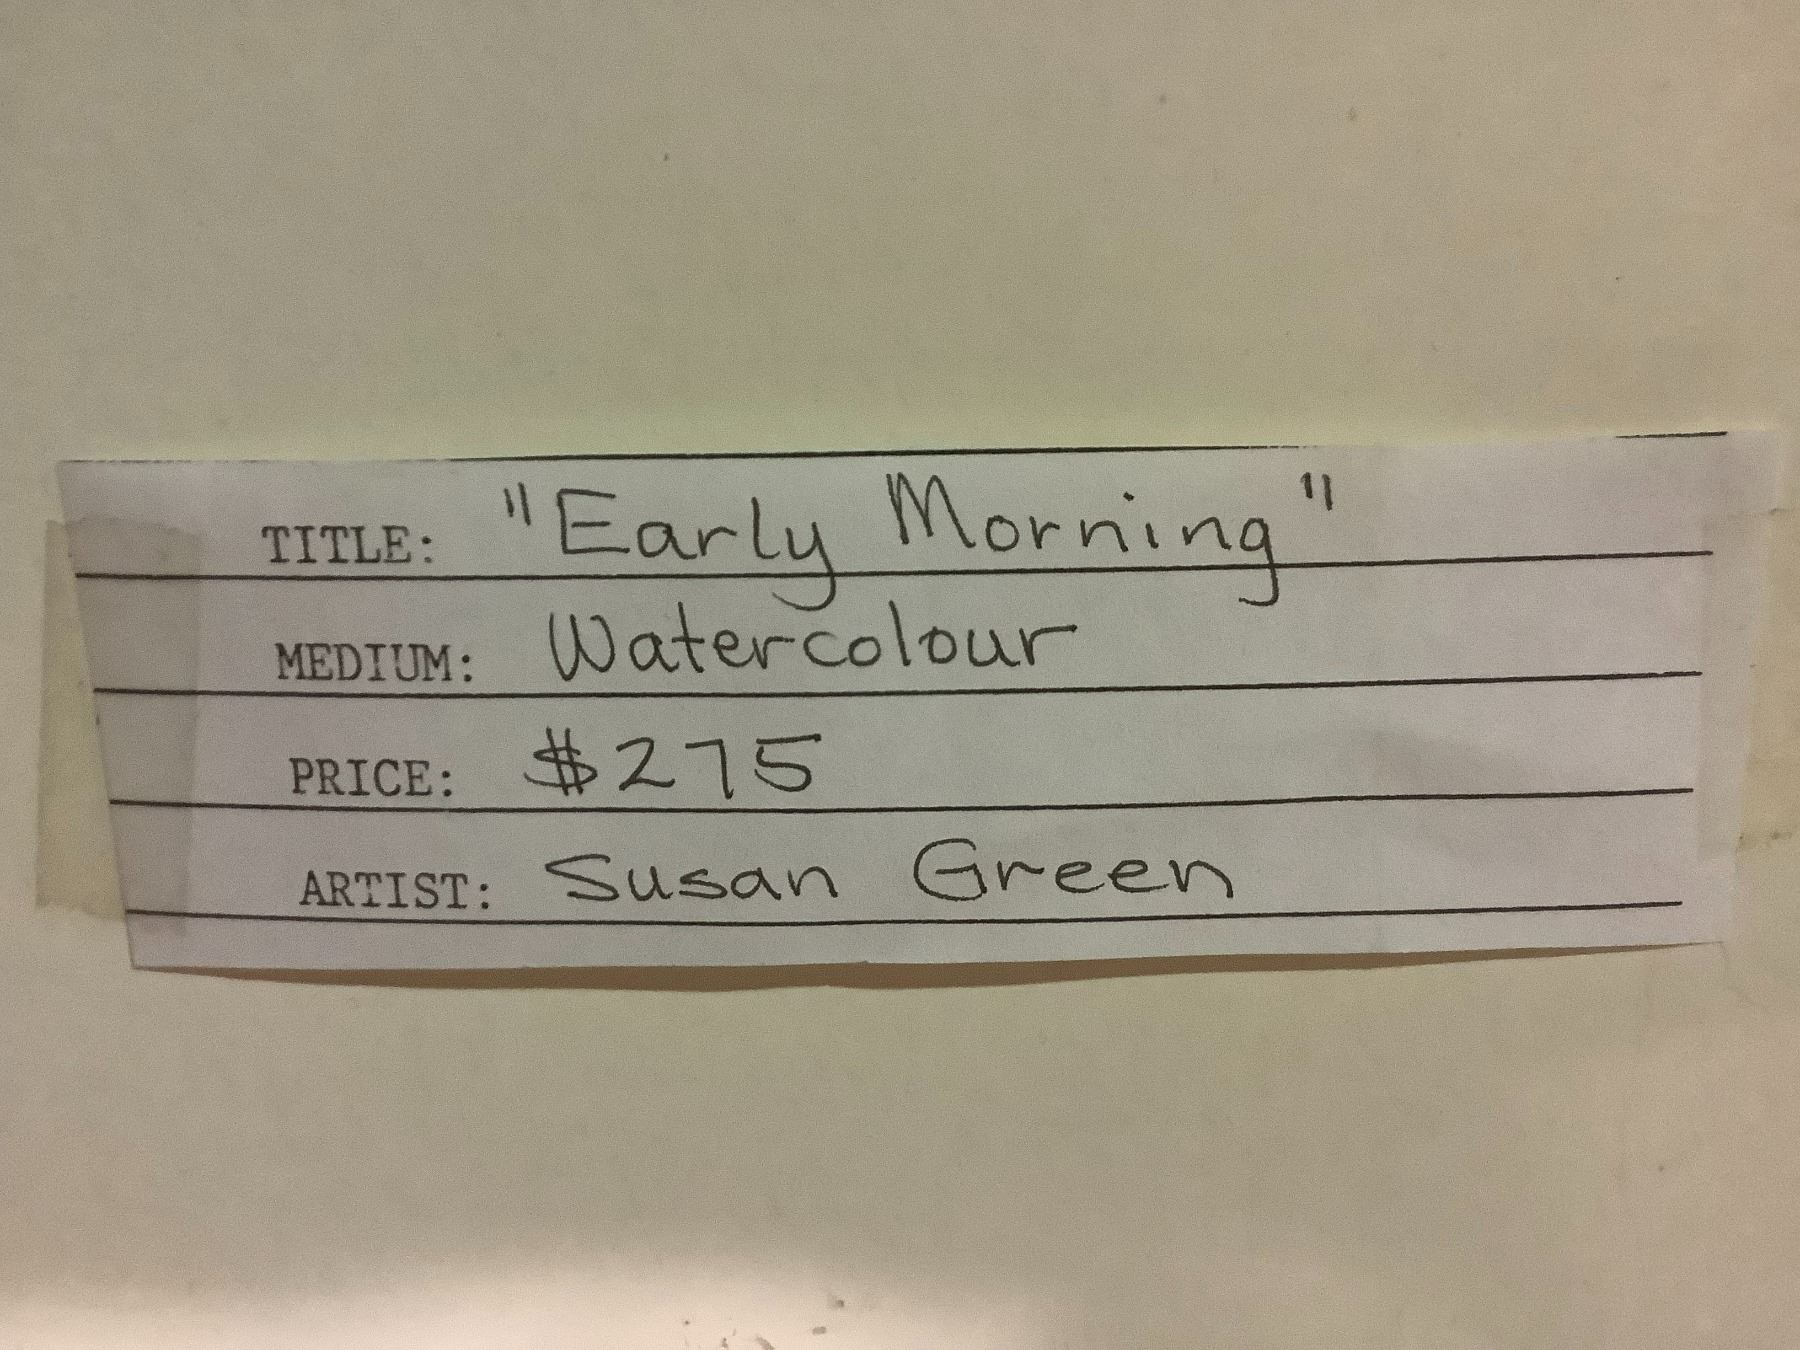 TITLE: "Early Morning"
MEDIUM: Watercolour
PRICE: $275
ARTIST: Susan Green